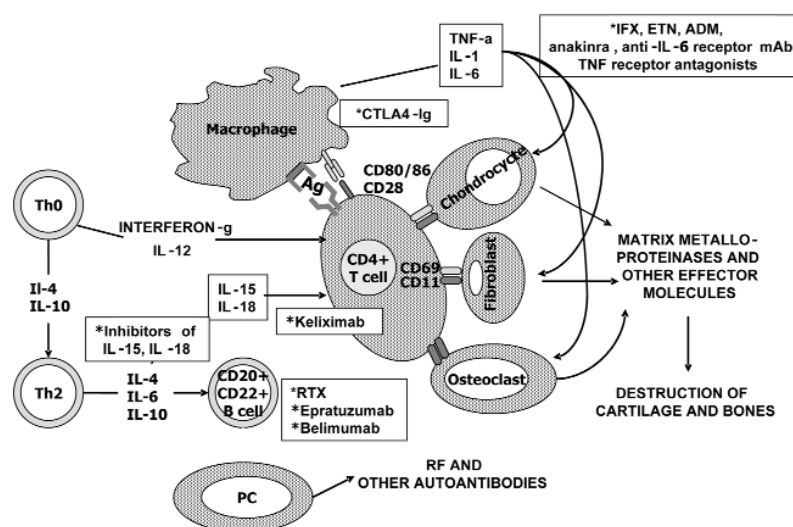 TNF-a
IL-1
IL-6
*IFX, ETN, ADM,
anakinra , anti -IL-6 receptor mAb
TNF receptor antagonists
Macrophage
*CTLA4-Ig
Ag
CD80/86
CD28
Chondrocyte
Th0
INTERFERON-g
IL-12
CD4+
T cell
CD69
CD11
Fibroblast
MATRIX METALLO-
PROTEINASES AND
OTHER EFFECTOR
MOLECULES
Il-4
IL-10
IL-15
IL-18
*Keliximab
*Inhibitors of
IL-15, IL -18
Th2
IL-4
IL-6
IL-10
CD20+
CD22+
B cell
*RTX
*Epratuzumab
*Belimumab
Osteoclast
DESTRUCTION OF
CARTILAGE AND BONES
PC
RF AND
OTHER AUTOANTIBODIES